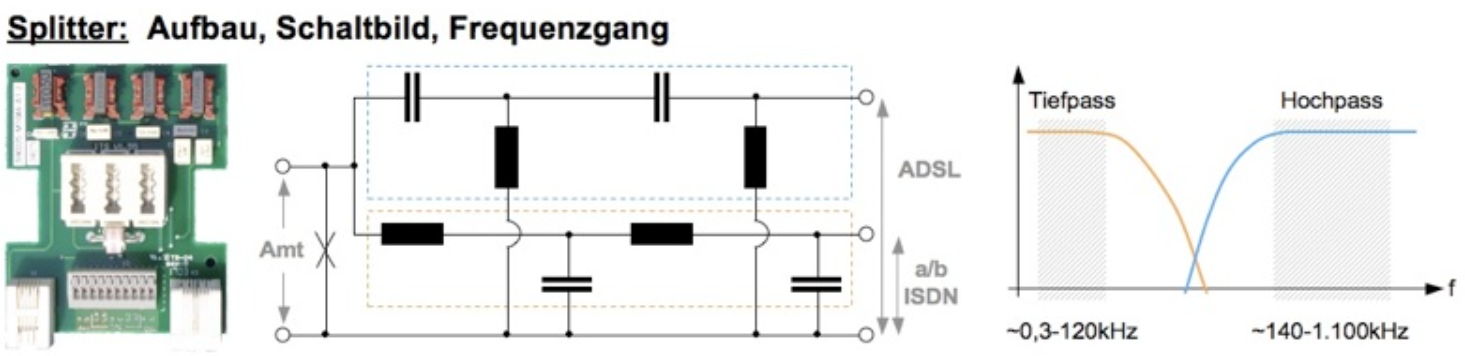 Splitter: Aufbau, Schaltbild, Frequenzgang
Amt
ADSL
a/b
ISDN
Tiefpass
Hochpass
f
~0,3-120kHz
~140-1.100kHz